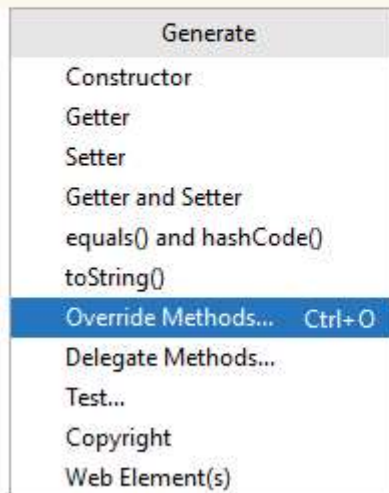 Generate
Constructor
Getter
Setter
Getter and Setter
equals() and hashCode()
toString()
Override Methods... Ctrl+O
Delegate Methods...
Test...
Copyright
Web Element(s)